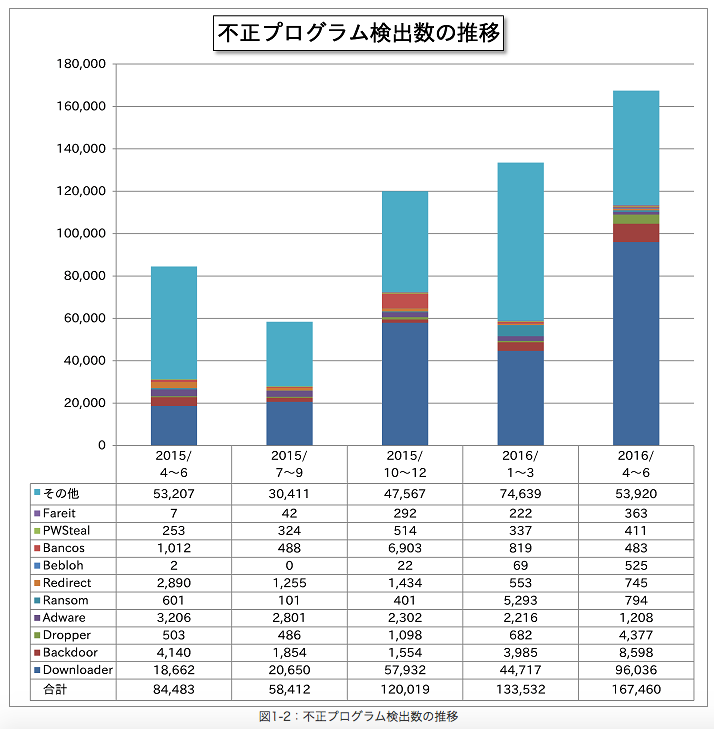 不正プログラム検出数の推移
180,000
160,000
140,000
120,000
100,000
80,000
60,000
40,000
20,000
0
2015/ 2015/ 2015/ 2016/ 2016/
4～6 7～9 10～12 1～3 4～6
その他 53,207 30,411 47,567 74,639 53,920
Fareit 7 42 292 222 363
PWSteal 253 324 514 337 411
Bancos 1,012 488 6,903 819 483
Bebloh 2 0 22 69 525
Redirect 2,890 1,255 1,434 553 745
Ransom 601 101 401 5,293 794
Adware 3,206 2,801 2,302 2,216 1,208
Dropper 503 486 1,098 682 4,377
Backdoor 4,140 1,854 1,554 3,985 8,598
Downloader 18,662 20,650 57,932 44,717 96,036
合計 84,483 58,412 120,019 133,532 167,460
図1-2：不正プログラム検出数の推移